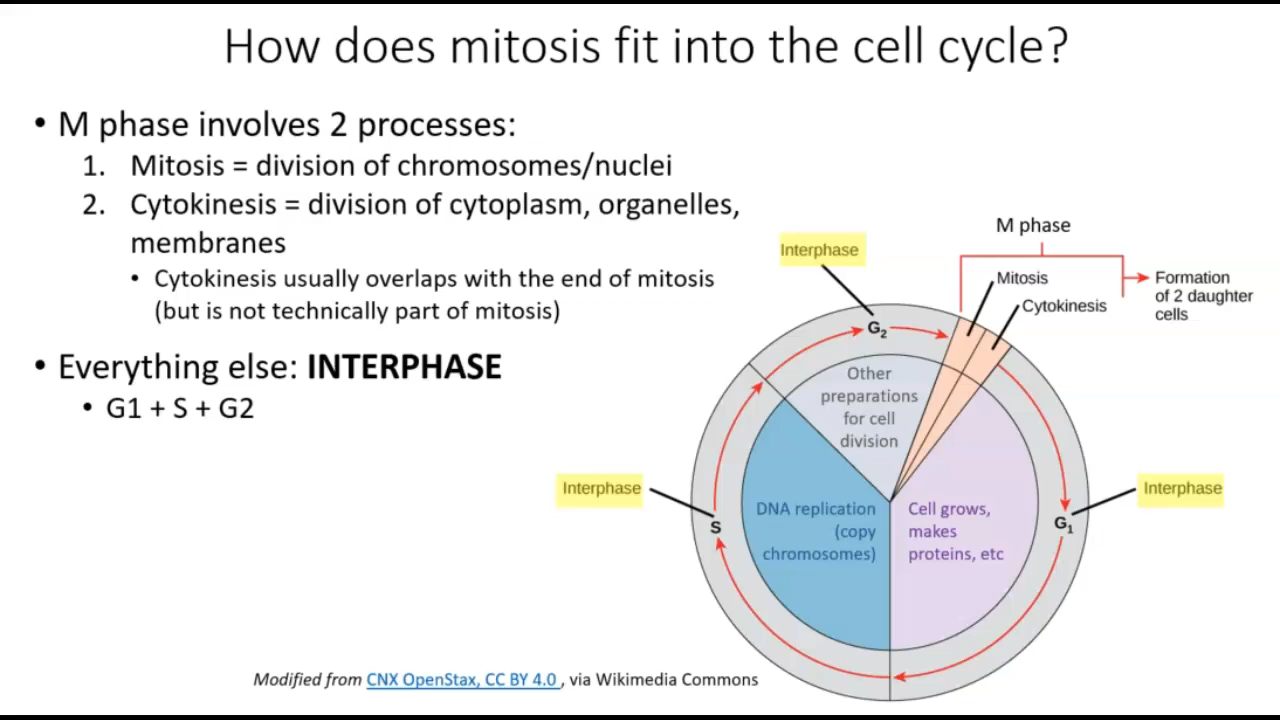 How does mitosis fit into the cell cycle?
• M phase involves 2 processes:
1. Mitosis = division of chromosomes/nuclei
2. Cytokinesis = division of cytoplasm, organelles,
membranes
• Cytokinesis usually overlaps with the end of mitosis
(but is not technically part of mitosis)
• Everything else: INTERPHASE
• G1 + S + G2
M phase
Interphase
Mitosis
Cytokinesis
Formation
of 2 daughter
cells
G₂
Other
preparations
for cell
division
Interphase
S
DNA replication
(copy
chromosomes)
Cell grows,
makes
proteins, etc
G₁
Interphase
Modified from CNX OpenStax, CC BY 4.0 , via Wikimedia Commons